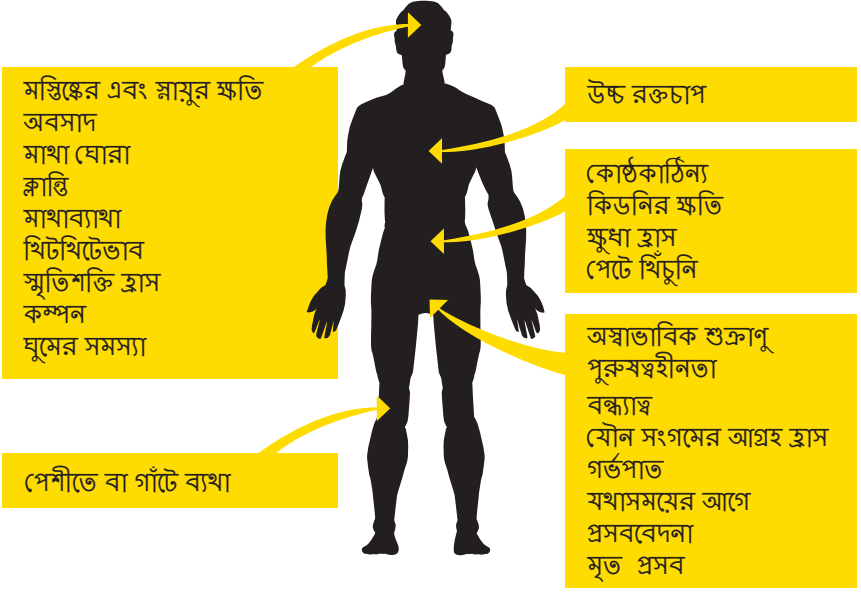 মস্তিষ্কের এবং স্নায়ুর ক্ষতি
অবসাদ
মাথা ঘোরা
ক্লান্তি
মাথাব্যাথা
খিটখিটেভাব
স্মৃতিশক্তি হ্রাস
কম্পন
ঘুমের সমস্যা
পেশীতে বা গাঁটে ব্যথা
উচ্চ রক্তচাপ
কোষ্ঠকাঠিন্য
কিডনির ক্ষতি
ক্ষুধা হ্রাস
পেটে খিঁচুনি
অস্বাভাবিক শুক্রাণু
পুরুষত্বহীনতা
বন্ধ্যাত্ব
যৌন সংগমের আগ্রহ হ্রাস
গর্ভপাত
যথাসময়ের আগে
প্রসববেদনা
মৃত প্রসব